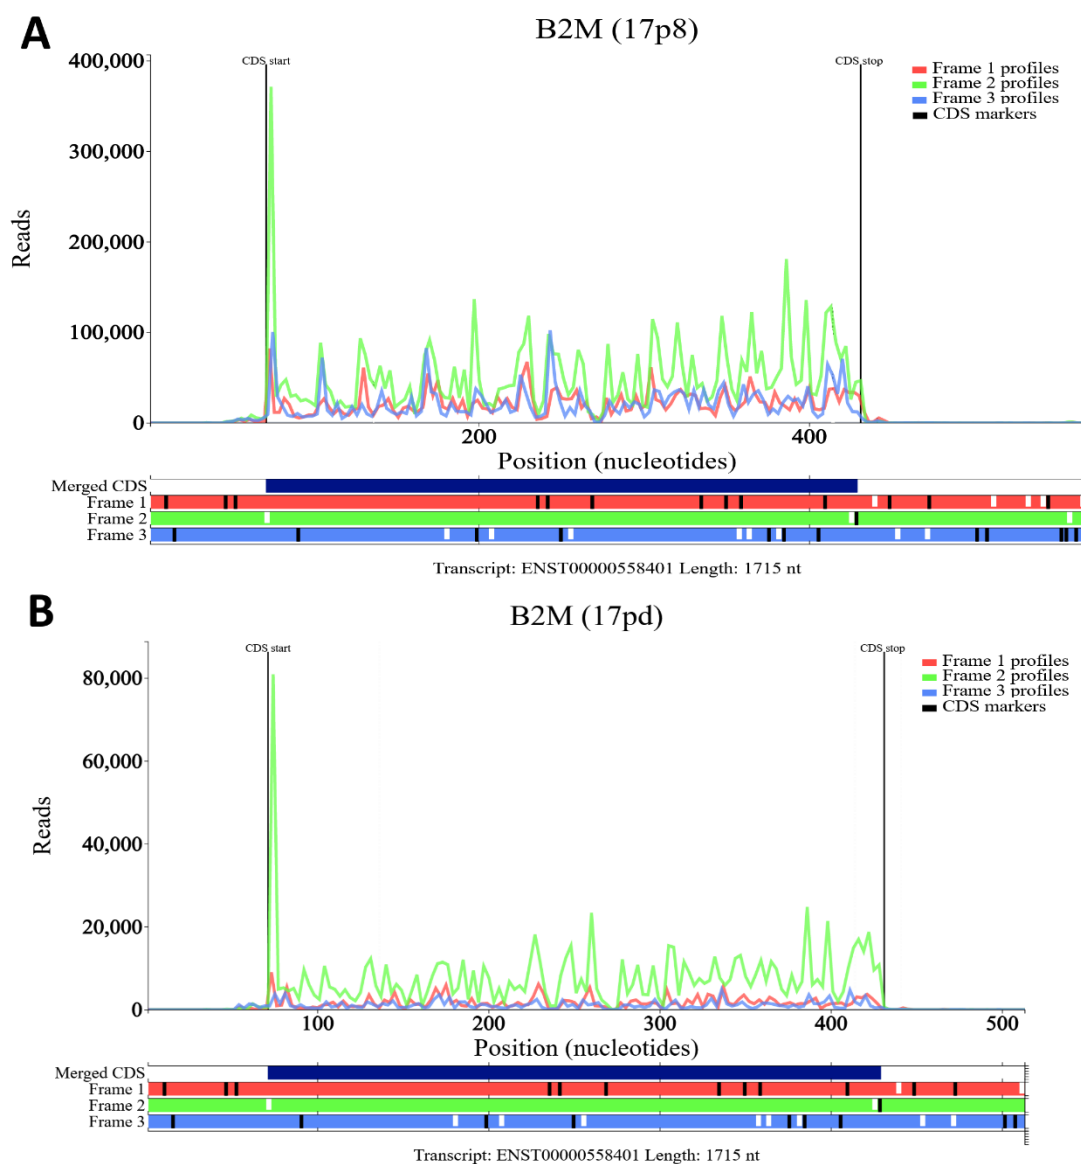 A
B2M (17p8)
400,000
300,000
200,000
100,000
0
Reads
CDS start
CDS stop
Frame 1 profiles
Frame 2 profiles
Frame 3 profiles
CDS markers
200
400
Position (nucleotides)
Merged CDS
Frame 1
Frame 2
Frame 3
Transcript: ENST00000558401 Length: 1715 nt
B
B2M (17pd)
80,000
60,000
40,000
20,000
0
Reads
CDS start
CDS stop
Frame 1 profiles
Frame 2 profiles
Frame 3 profiles
CDS markers
100
200
300
400
500
Position (nucleotides)
Merged CDS
Frame 1
Frame 2
Frame 3
Transcript: ENST00000558401 Length: 1715 nt